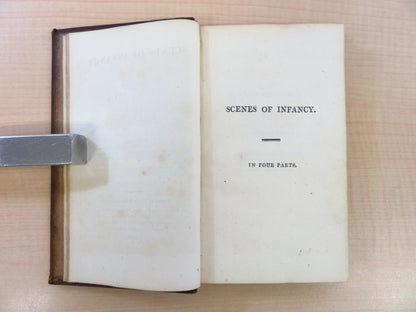 SCENES OF INFANCY.
IN FOUR PARTS.